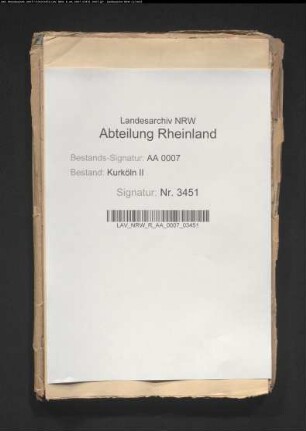 Landesarchiv NRW
Abteilung Rheinland
Bestands-Signatur: AA 0007
Bestand: Kurköln II
Signatur: Nr. 3451
LAV_NRW_R_AA_0007_03451